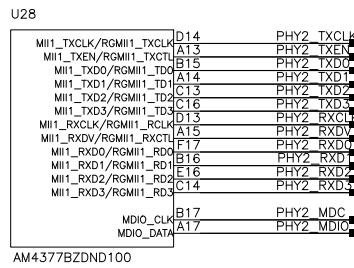 U28
MII1_TXCLK/RGMII1_TXCLK D14 PHY2_TXCLK
MII1_TXEN/RGMII1_TXCTL A13 PHY2_TXEN
MII1_TXD0/RGMII1_TD0 B15 PHY2_TXD0
MII1_TXD1/RGMII1_TD1 A14 PHY2_TXD1
MII1_TXD2/RGMII1_TD2 C13 PHY2_TXD2
MII1_TXD3/RGMII1_TD3 C16 PHY2_TXD3
MII1_RXCLK/RGMII1_RCLK D13 PHY2_RXCLK
MII1_RXDV/RGMII1_RXCTL A15 PHY2_RXDV
MII1_RXD0/RGMII1_RD0 F17 PHY2_RXD0
MII1_RXD1/RGMII1_RD1 B16 PHY2_RXD1
MII1_RXD2/RGMII1_RD2 E16 PHY2_RXD2
MII1_RXD3/RGMII1_RD3 C14 PHY2_RXD3
MDIO_CLK B17 PHY2_MDC
MDIO_DATA A17 PHY2_MDIO
AM4377BZDND100